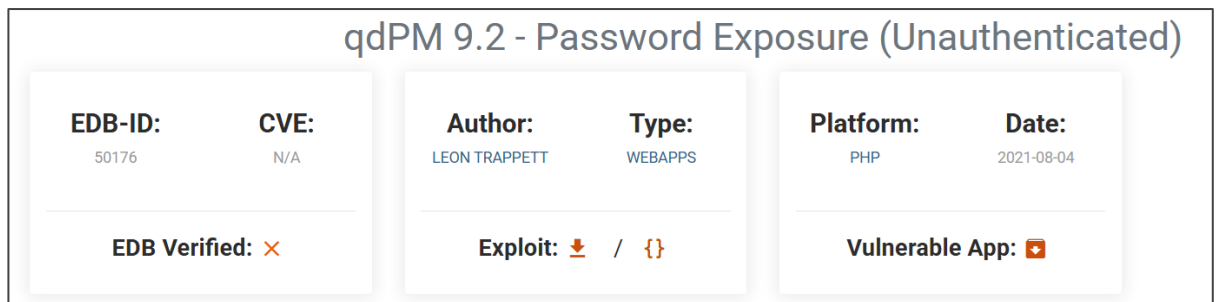 qdPM 9.2 - Password Exposure (Unauthenticated)
EDB-ID: CVE:
50176 N/A
EDB Verified: ×
Author: Type:
LEON TRAPPETT WEBAPPS
Exploit: / {}
Platform: Date:
PHP 2021-08-04
Vulnerable App: